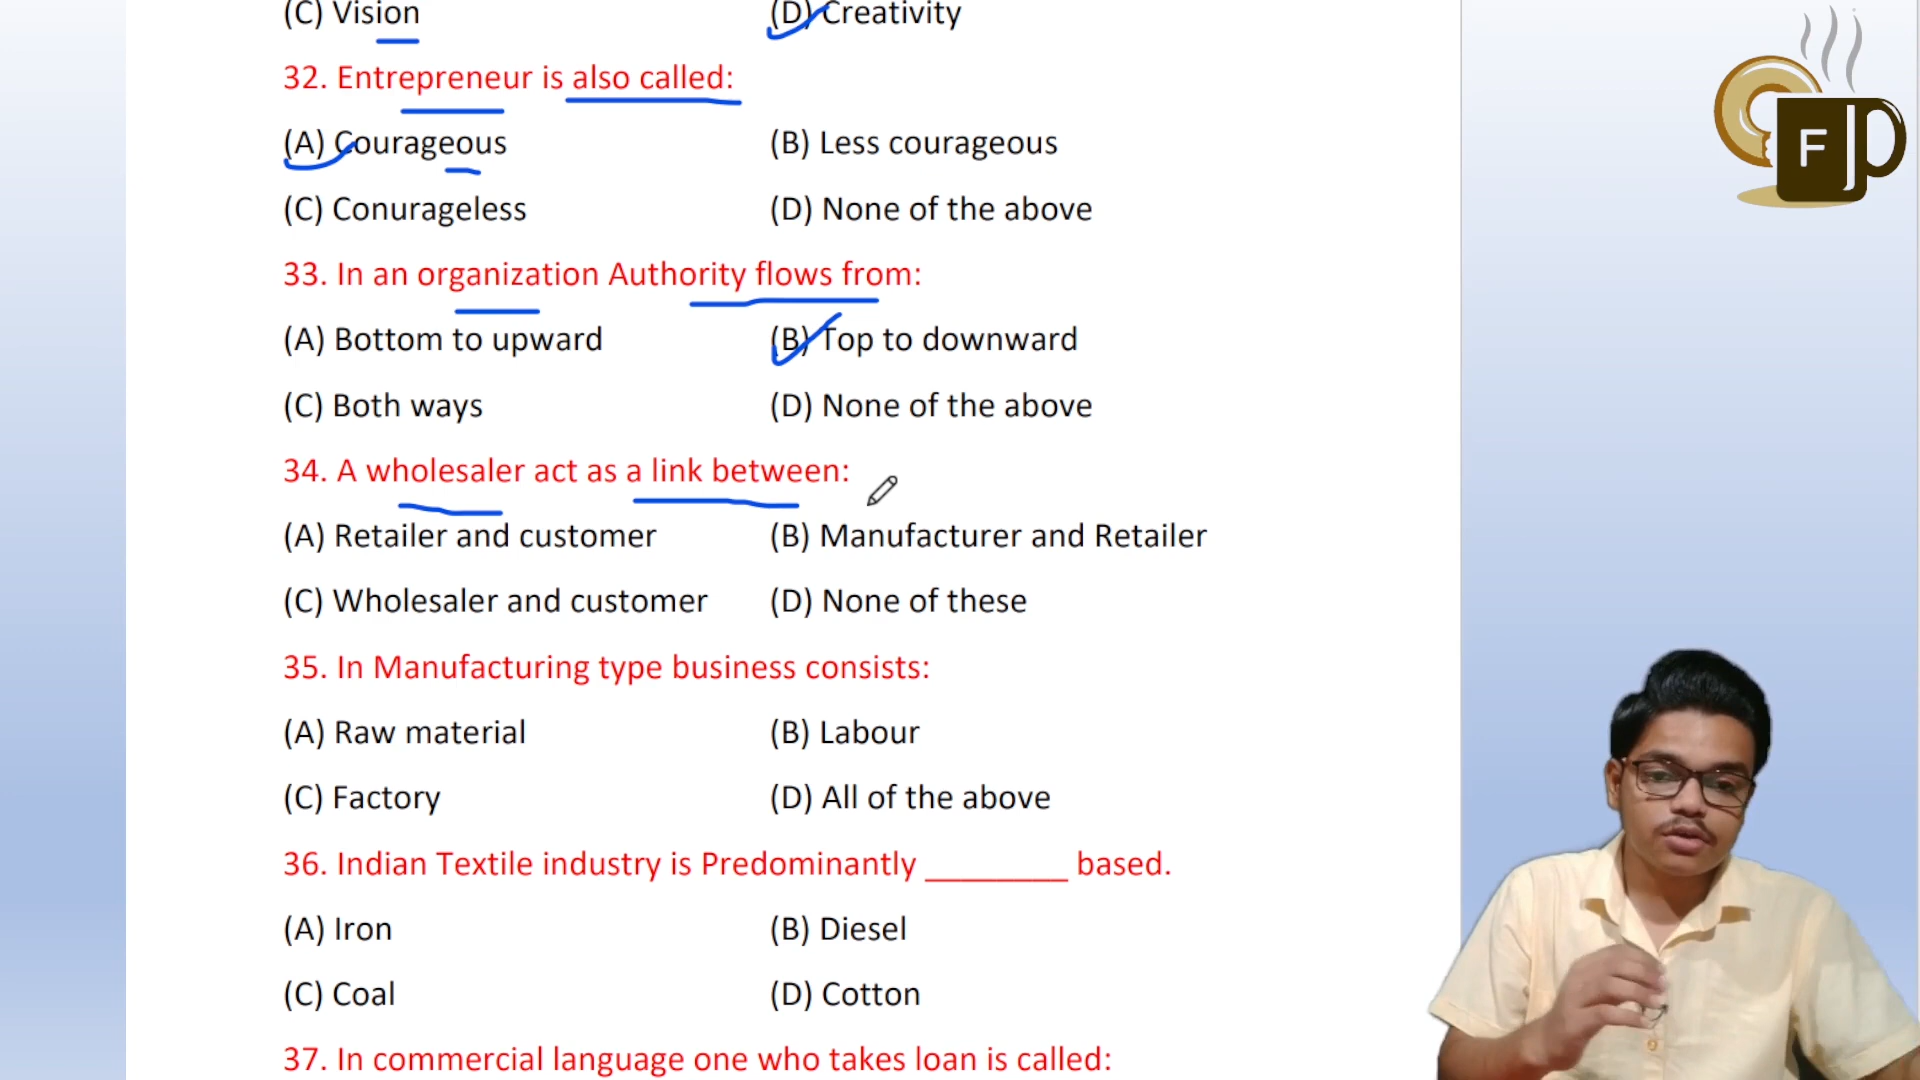 (C) Vision (D) Creativity
32. Entrepreneur is also called:
(A) Courageous (B) Less courageous
(C) Conurageless (D) None of the above
33. In an organization Authority flows from:
(A) Bottom to upward (B) Top to downward
(C) Both ways (D) None of the above
34. A wholesaler act as a link between:
(A) Retailer and customer (B) Manufacturer and Retailer
(C) Wholesaler and customer (D) None of these
35. In Manufacturing type business consists:
(A) Raw material (B) Labour
(C) Factory (D) All of the above
36. Indian Textile industry is Predominantly ________ based.
(A) Iron (B) Diesel
(C) Coal (D) Cotton
37. In commercial language one who takes loan is called:
F